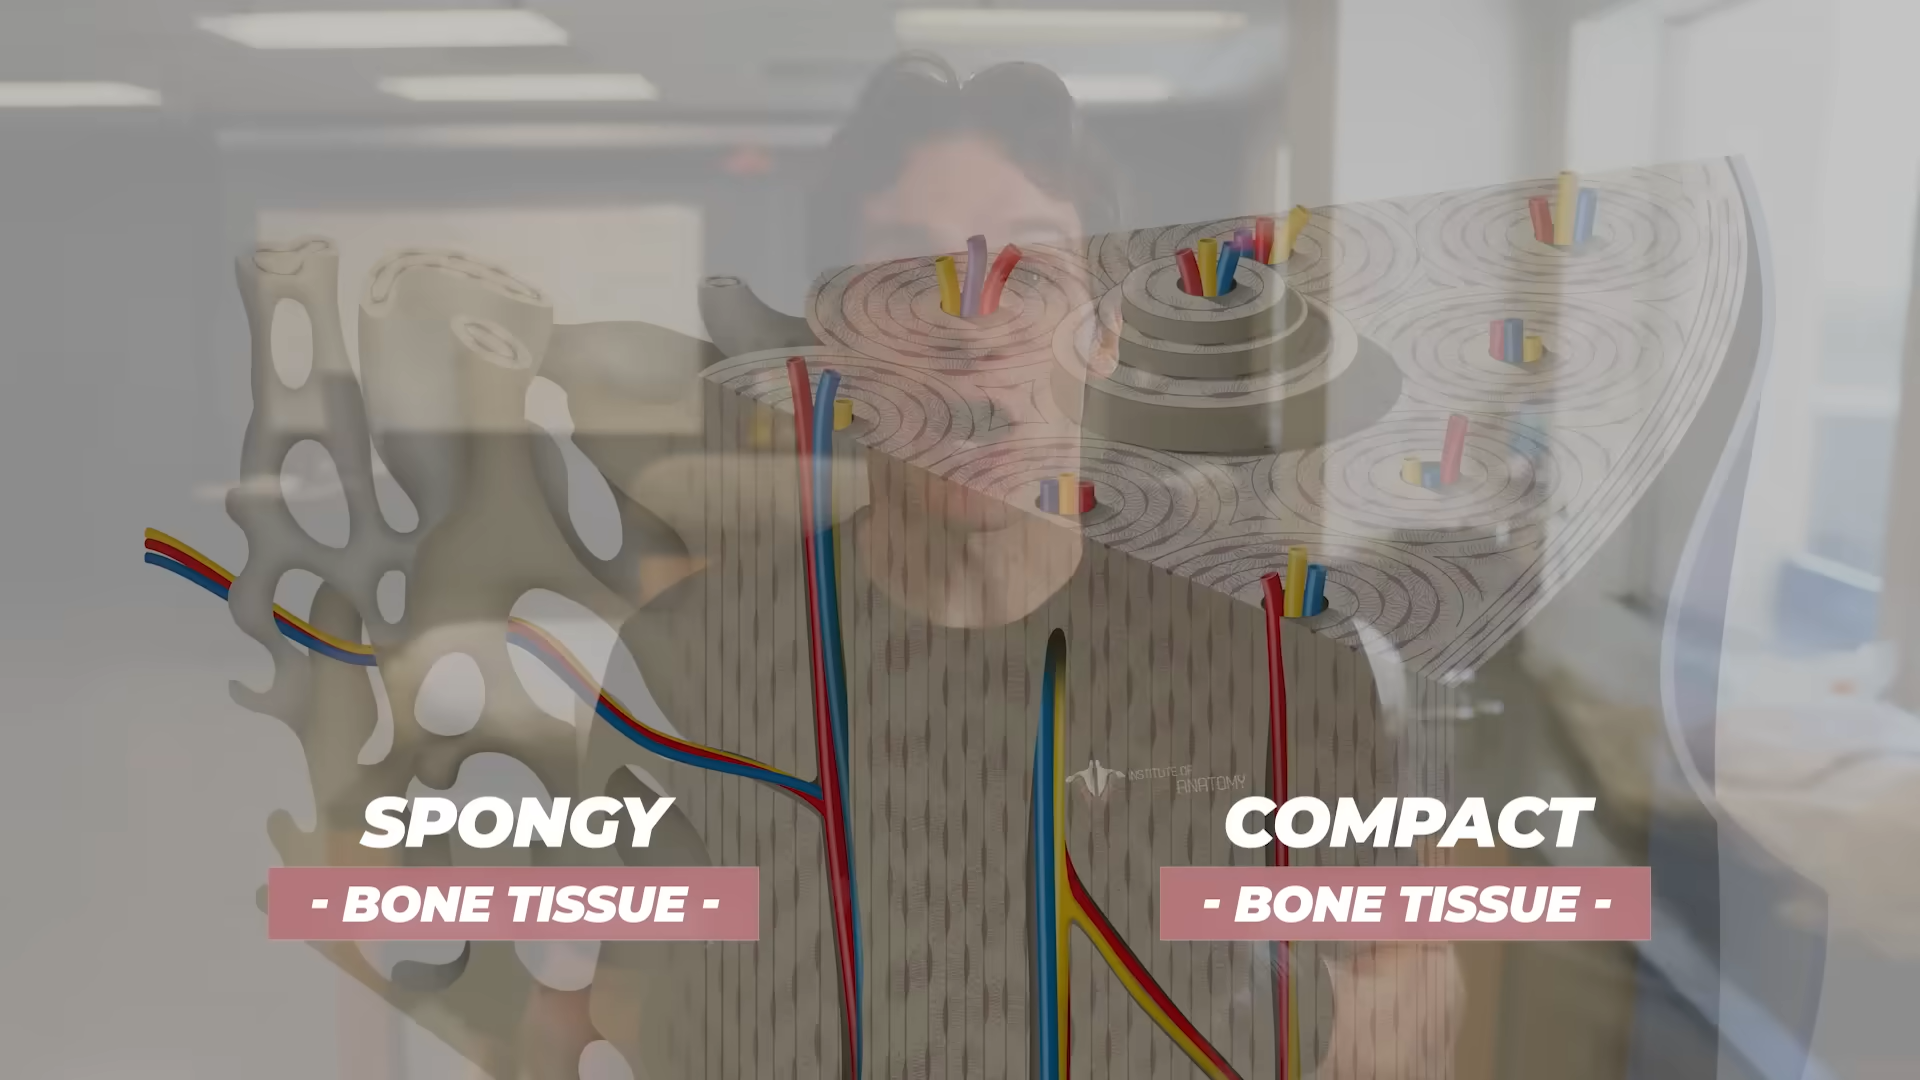 INSTITUTE OF
ANATOMY
SPONGY
- BONE TISSUE -
COMPACT
- BONE TISSUE -